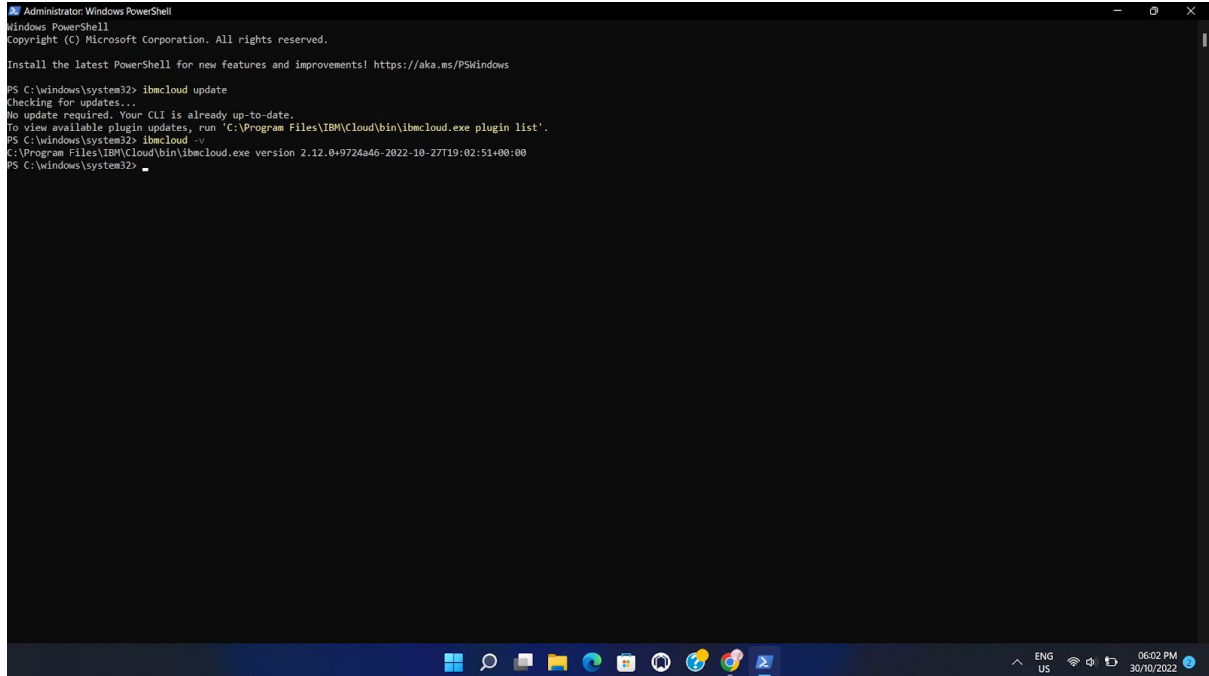 Administrator: Windows PowerShell
Windows PowerShell
Copyright (C) Microsoft Corporation. All rights reserved.
Install the latest PowerShell for new features and improvements! https://aka.ms/PSWindows
PS C:\windows\system32> ibmcloud update
Checking for updates...
No update required. Your CLI is already up-to-date.
To view available plugin updates, run 'C:\Program Files\IBM\Cloud\bin\ibmcloud.exe plugin list'.
PS C:\windows\system32> ibmcloud -v
C:\Program Files\IBM\Cloud\bin\ibmcloud.exe version 2.12.0+9724a46-2022-10-27T19:02:51+00:00
PS C:\windows\system32>
ENG
US
06:02 PM
30/10/2022
2